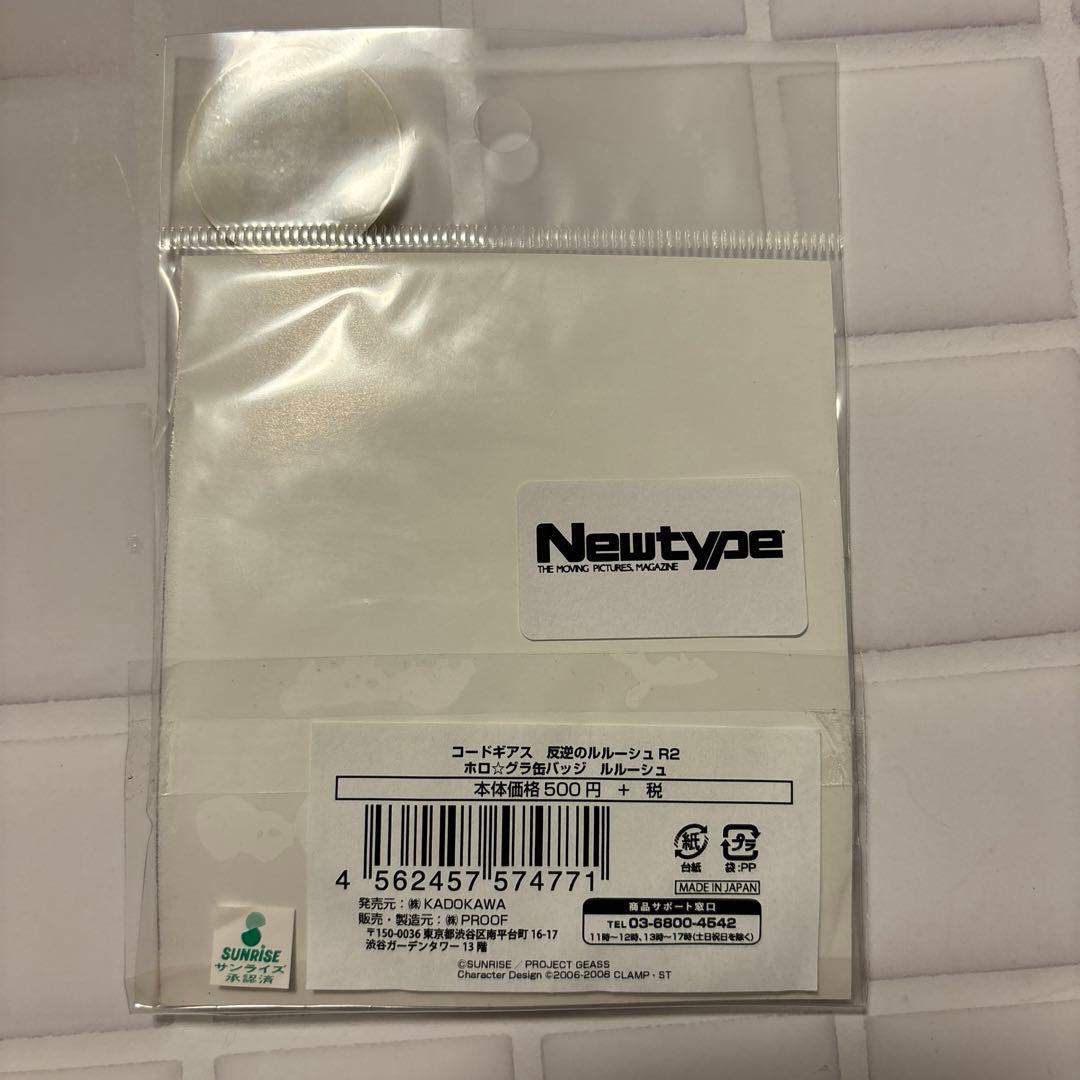 Newtype
THE MOVING PICTURES, MAGAZINE
コードギアス 反逆のルルーシュ R2
ホロ☆グラ缶バッジ ルルーシュ
本体価格500円 + 税
4 562457 574771
紙
台紙
プラ
袋:PP
MADE IN JAPAN
発売元:㈱ KADOKAWA
販売・製造元:㈱ PROOF
〒150-0036 東京都渋谷区南平台町 16-17
渋谷ガーデンタワー 13 階
商品サポート窓口
TEL 03-6800-4542
11時〜12時、13時〜17時(土日祝日を除く)
©SUNRISE/PROJECT GEASS
Character Design ©2006-2008 CLAMP・ST
SUNRISE
サンライズ
承認済